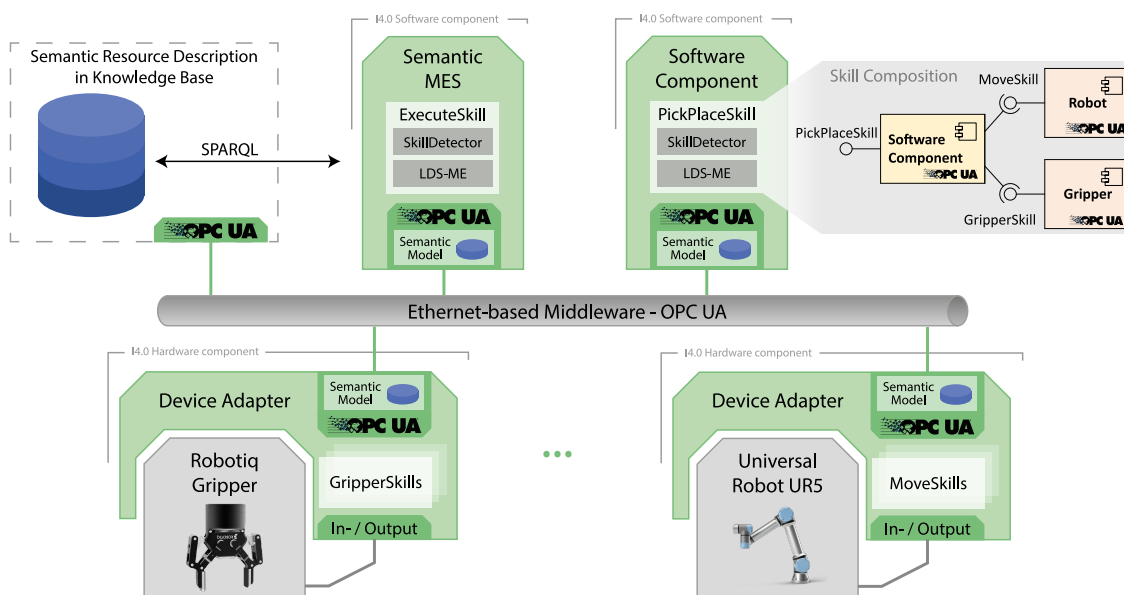 I4.0 Software component
I4.0 Software component
Semantic Resource Description
in Knowledge Base
SPARQL
OPC UA
Semantic
MES
ExecuteSkill
SkillDetector
LDS-ME
OPC UA
Semantic
Model
Software
Component
PickPlaceSkill
SkillDetector
LDS-ME
OPC UA
Semantic
Model
Skill Composition
MoveSkill
Robot
OPC UA
PickPlaceSkill
Software
Component
OPC UA
Gripper
OPC UA
GripperSkill
Ethernet-based Middleware - OPC UA
I4.0 Hardware component
Device Adapter
Semantic
Model
OPC UA
Robotiq
Gripper
GripperSkills
In- / Output
...
I4.0 Hardware component
Device Adapter
Semantic
Model
OPC UA
Universal
Robot UR5
MoveSkills
In- / Output